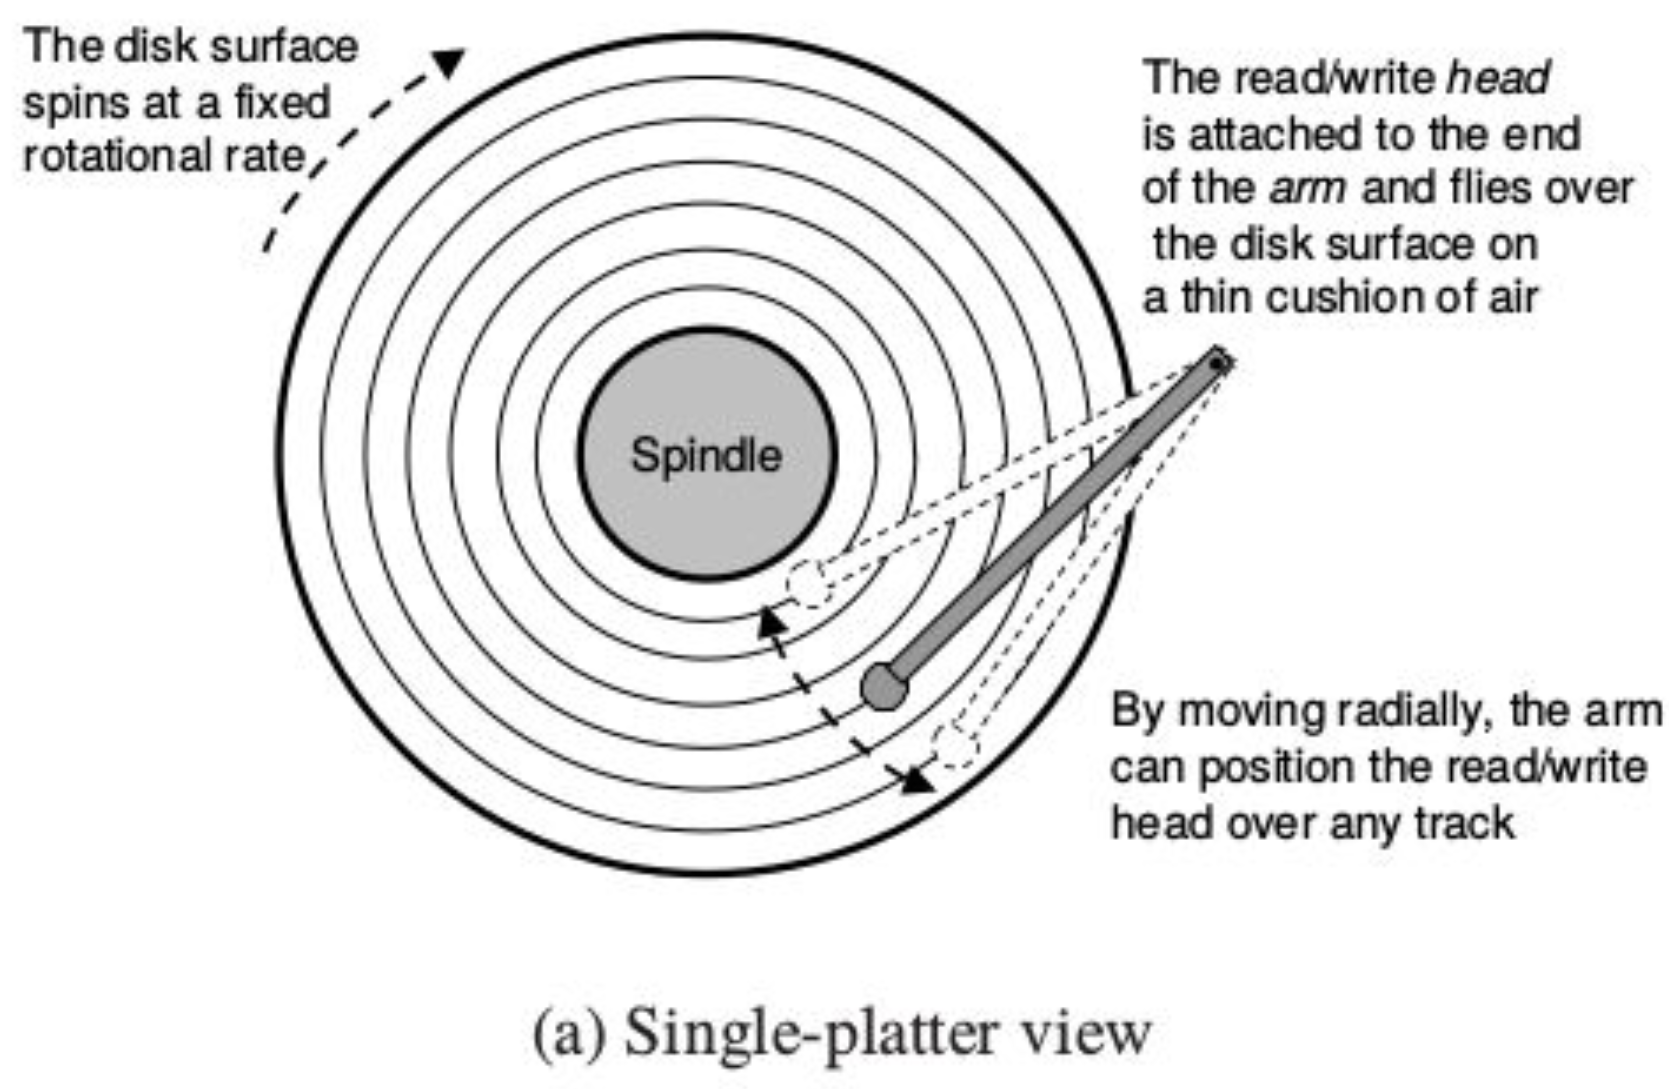 The disk surface
spins at a fixed
rotational rate
The read/write head
is attached to the end
of the arm and flies over
the disk surface on
a thin cushion of air
Spindle
By moving radially, the arm
can position the read/write
head over any track
(a) Single-platter view